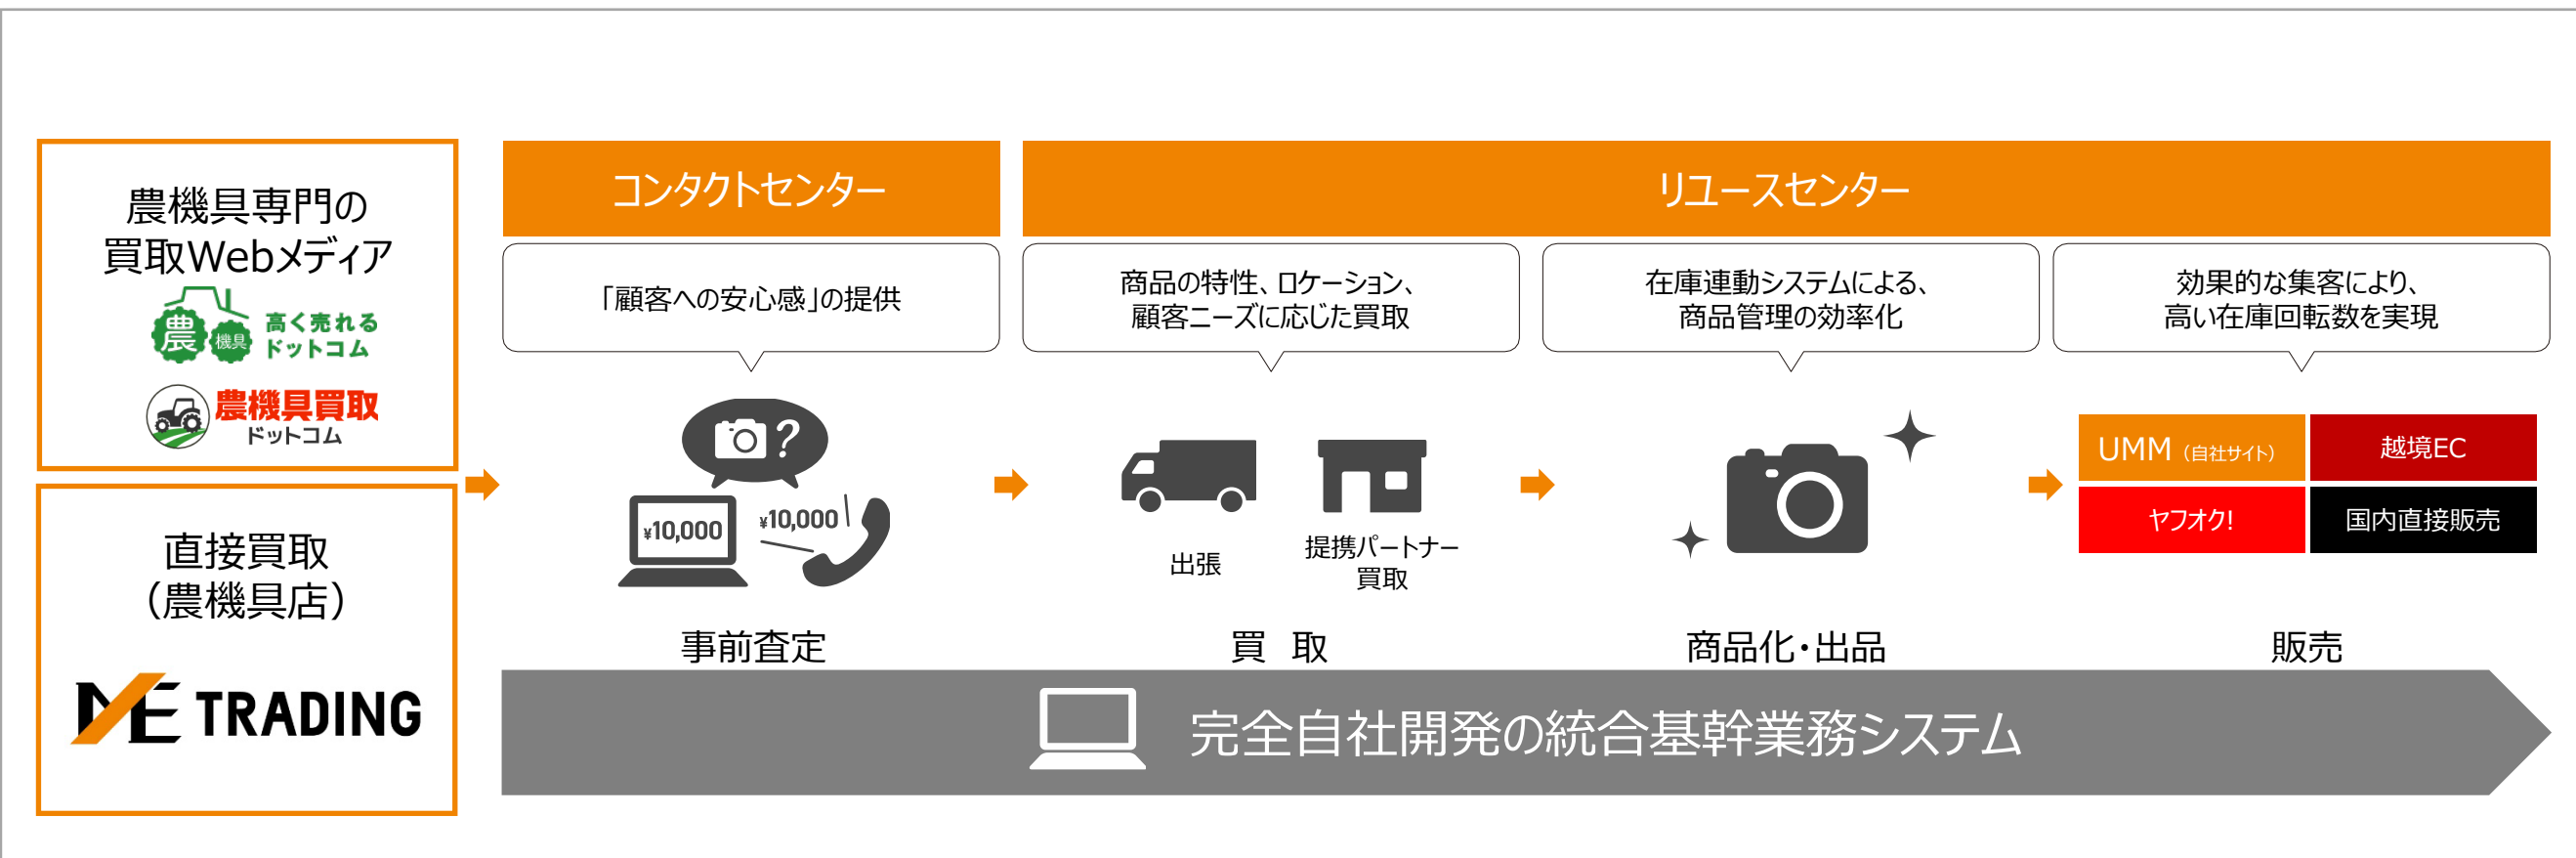 農機具専門の
買取Webメディア
農
機具
高く売れる
ドットコム
農機具買取
ドットコム
直接買取
（農機具店）
ME TRADING
コンタクトセンター
「顧客への安心感」の提供
?
¥10,000
¥10,000
事前査定
リユースセンター
商品の特性、ロケーション、
顧客ニーズに応じた買取
出張
提携パートナー
買取
買 取
在庫連動システムによる、
商品管理の効率化
商品化・出品
効果的な集客により、
高い在庫回転数を実現
UMM（自社サイト）
越境EC
ヤフオク!
国内直接販売
販売
完全自社開発の統合基幹業務システム